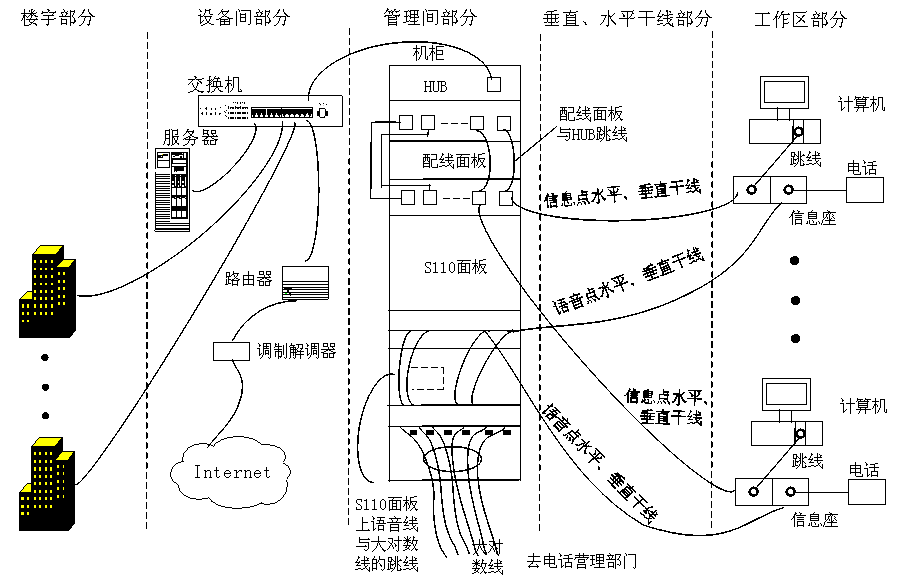 楼宇部分
设备间部分
管理间部分
垂直、水平干线部分
工作区部分
机柜
交换机
HUB
服务器
配线面板
与HUB跳线
配线面板
计算机
跳线
电话
信息点水平、垂直干线
信息座
S110面板
路由器
语音点水平、垂直干线
调制解调器
信息点水平、
垂直干线
计算机
语音点水平、垂直干线
跳线
电话
Internet
信息座
S110面板
上语音线
与大对数
线的跳线
大对
数线
去电话营理部门